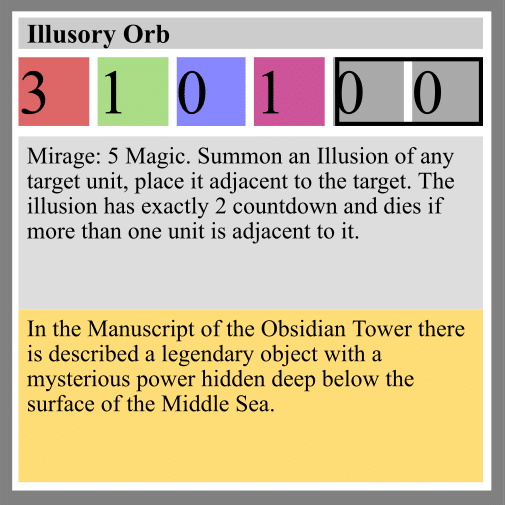 Illusory Orb
3 1 0 1 0 0
Mirage: 5 Magic. Summon an Illusion of any
target unit, place it adjacent to the target. The
illusion has exactly 2 countdown and dies if
more than one unit is adjacent to it.
In the Manuscript of the Obsidian Tower there
is described a legendary object with a
mysterious power hidden deep below the
surface of the Middle Sea.